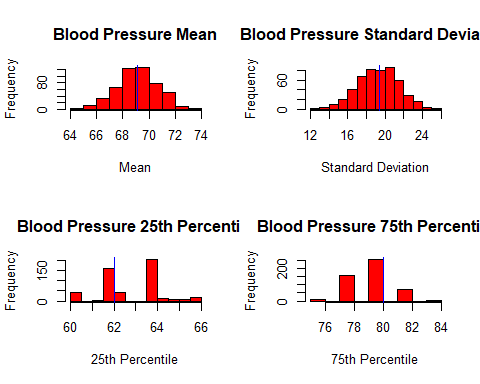 Blood Pressure Mean
Frequency
0
80
64 66 68 70 72 74
Mean
Blood Pressure Standard Devia
Frequency
0
60
12 16 20 24
Standard Deviation
Blood Pressure 25th Percenti
Frequency
0
150
60 62 64 66
25th Percentile
Blood Pressure 75th Percenti
Frequency
0
200
76 78 80 82 84
75th Percentile